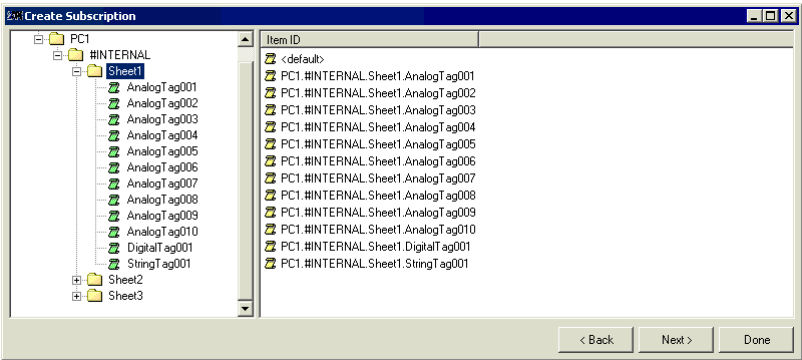 Create Subscription
PC1
#INTERNAL
Sheet1
AnalogTag001
AnalogTag002
AnalogTag003
AnalogTag004
AnalogTag005
AnalogTag006
AnalogTag007
AnalogTag008
AnalogTag009
AnalogTag010
DigitalTag001
StringTag001
Sheet2
Sheet3
Item ID
<default>
PC1.#INTERNAL.Sheet1.AnalogTag001
PC1.#INTERNAL.Sheet1.AnalogTag002
PC1.#INTERNAL.Sheet1.AnalogTag003
PC1.#INTERNAL.Sheet1.AnalogTag004
PC1.#INTERNAL.Sheet1.AnalogTag005
PC1.#INTERNAL.Sheet1.AnalogTag006
PC1.#INTERNAL.Sheet1.AnalogTag007
PC1.#INTERNAL.Sheet1.AnalogTag008
PC1.#INTERNAL.Sheet1.AnalogTag009
PC1.#INTERNAL.Sheet1.AnalogTag010
PC1.#INTERNAL.Sheet1.DigitalTag001
PC1.#INTERNAL.Sheet1.StringTag001
< Back
Next >
Done